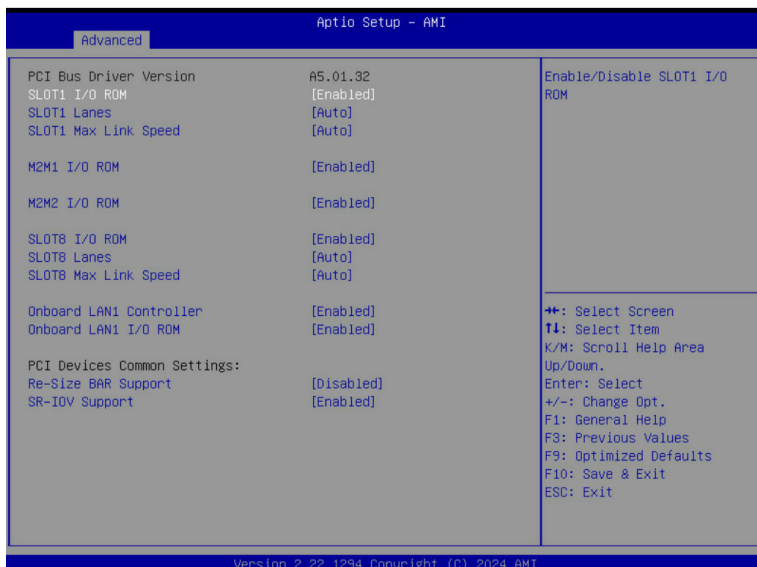 Aptio Setup - AMI
Advanced
PCI Bus Driver Version A5.01.32
SLOT1 I/O ROM [Enabled]
SLOT1 Lanes [Auto]
SLOT1 Max Link Speed [Auto]
M2M1 I/O ROM [Enabled]
M2M2 I/O ROM [Enabled]
SLOT8 I/O ROM [Enabled]
SLOT8 Lanes [Auto]
SLOT8 Max Link Speed [Auto]
Onboard LAN1 Controller [Enabled]
Onboard LAN1 I/O ROM [Enabled]
PCI Devices Common Settings:
Re-Size BAR Support [Disabled]
SR-IOV Support [Enabled]
Enable/Disable SLOT1 I/O
ROM
→←: Select Screen
↑↓: Select Item
K/M: Scroll Help Area
Up/Down.
Enter: Select
+/-: Change Opt.
F1: General Help
F3: Previous Values
F9: Optimized Defaults
F10: Save & Exit
ESC: Exit
Version 2.22.1294 Copyright (C) 2024 AMI